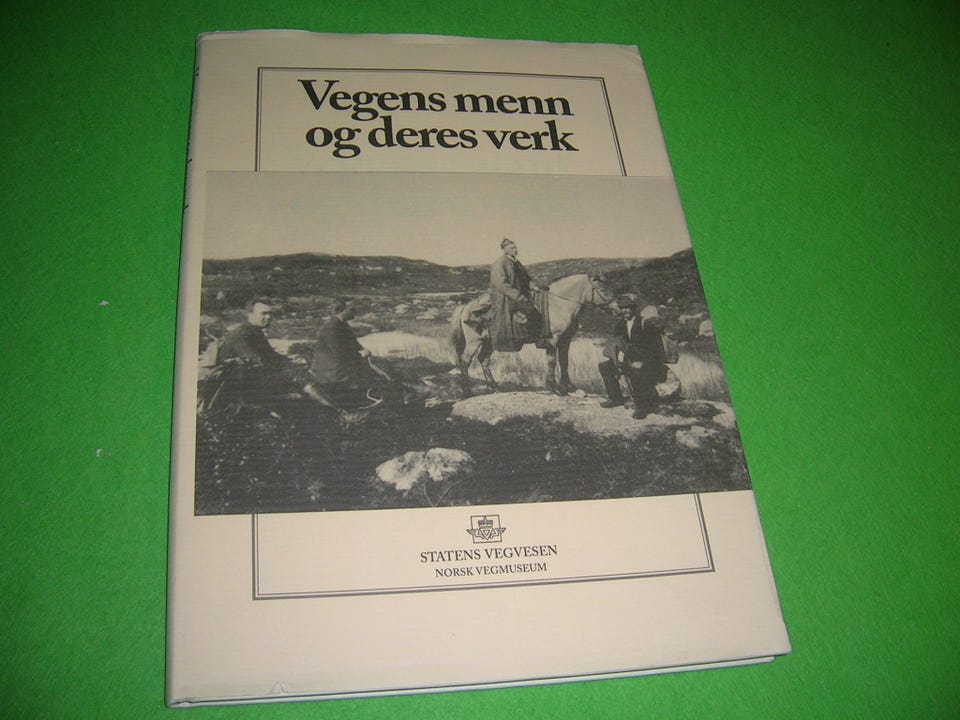 Vegens menn
og deres verk
STATENS VEGVESEN
NORSK VEGMUSEUM